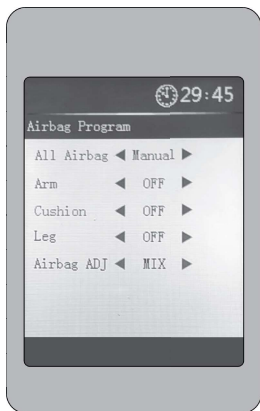 29:45
Airbag Program
All Airbag ◀ Manual ▶
Arm ◀ OFF ▶
Cushion ◀ OFF ▶
Leg ◀ OFF ▶
Airbag ADJ ◀ MIX ▶